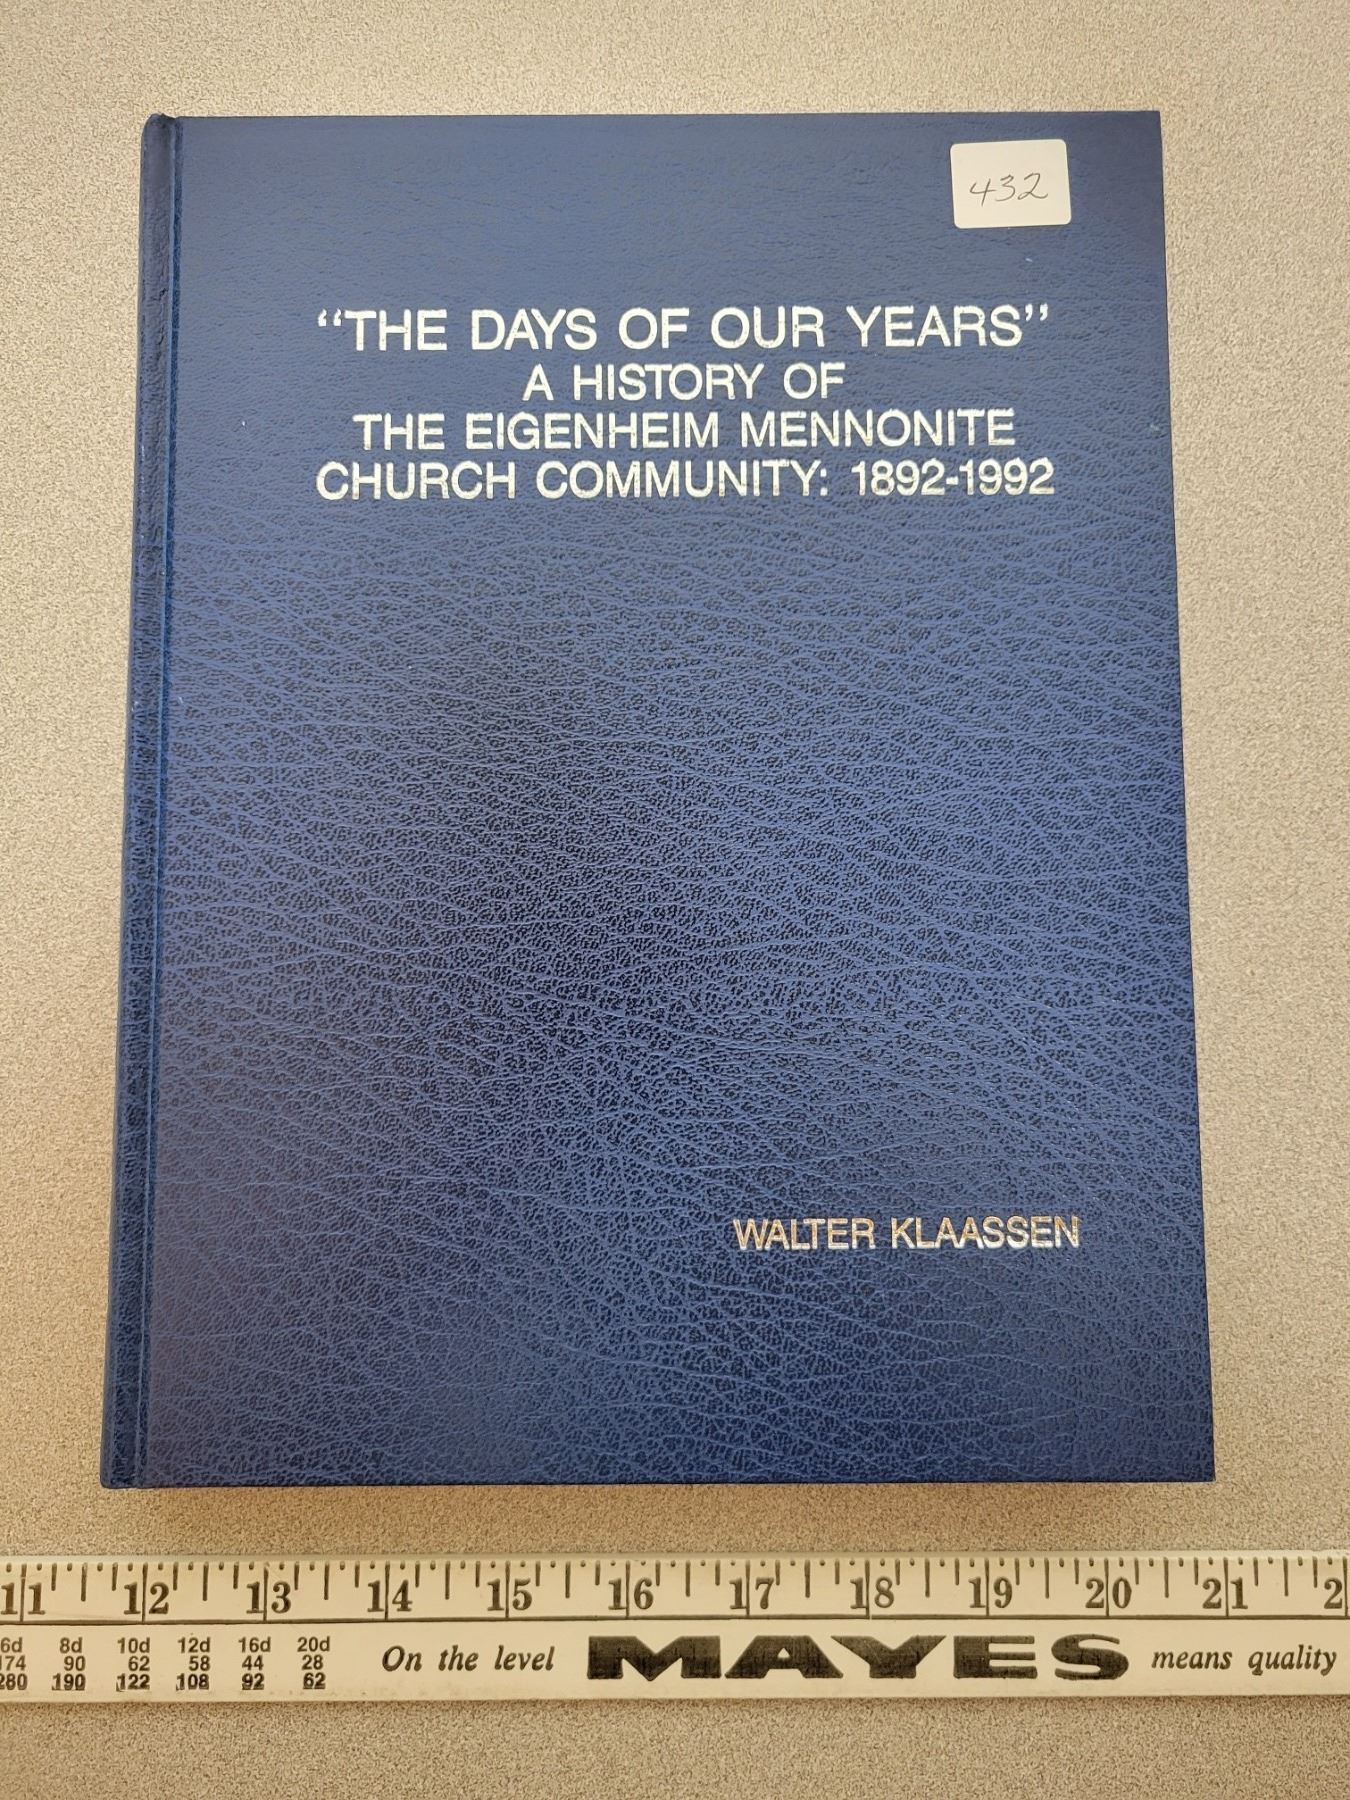 432
“THE DAYS OF OUR YEARS”
A HISTORY OF
THE EIGENHEIM MENNONITE
CHURCH COMMUNITY: 1892-1992
WALTER KLAASSEN
11 12 13 14 15 16 17 18 19 20 21 2
6d 8d 10d 12d 16d 20d
174 90 62 58 44 28
280 190 122 108 92 62
On the level MAYES means quality